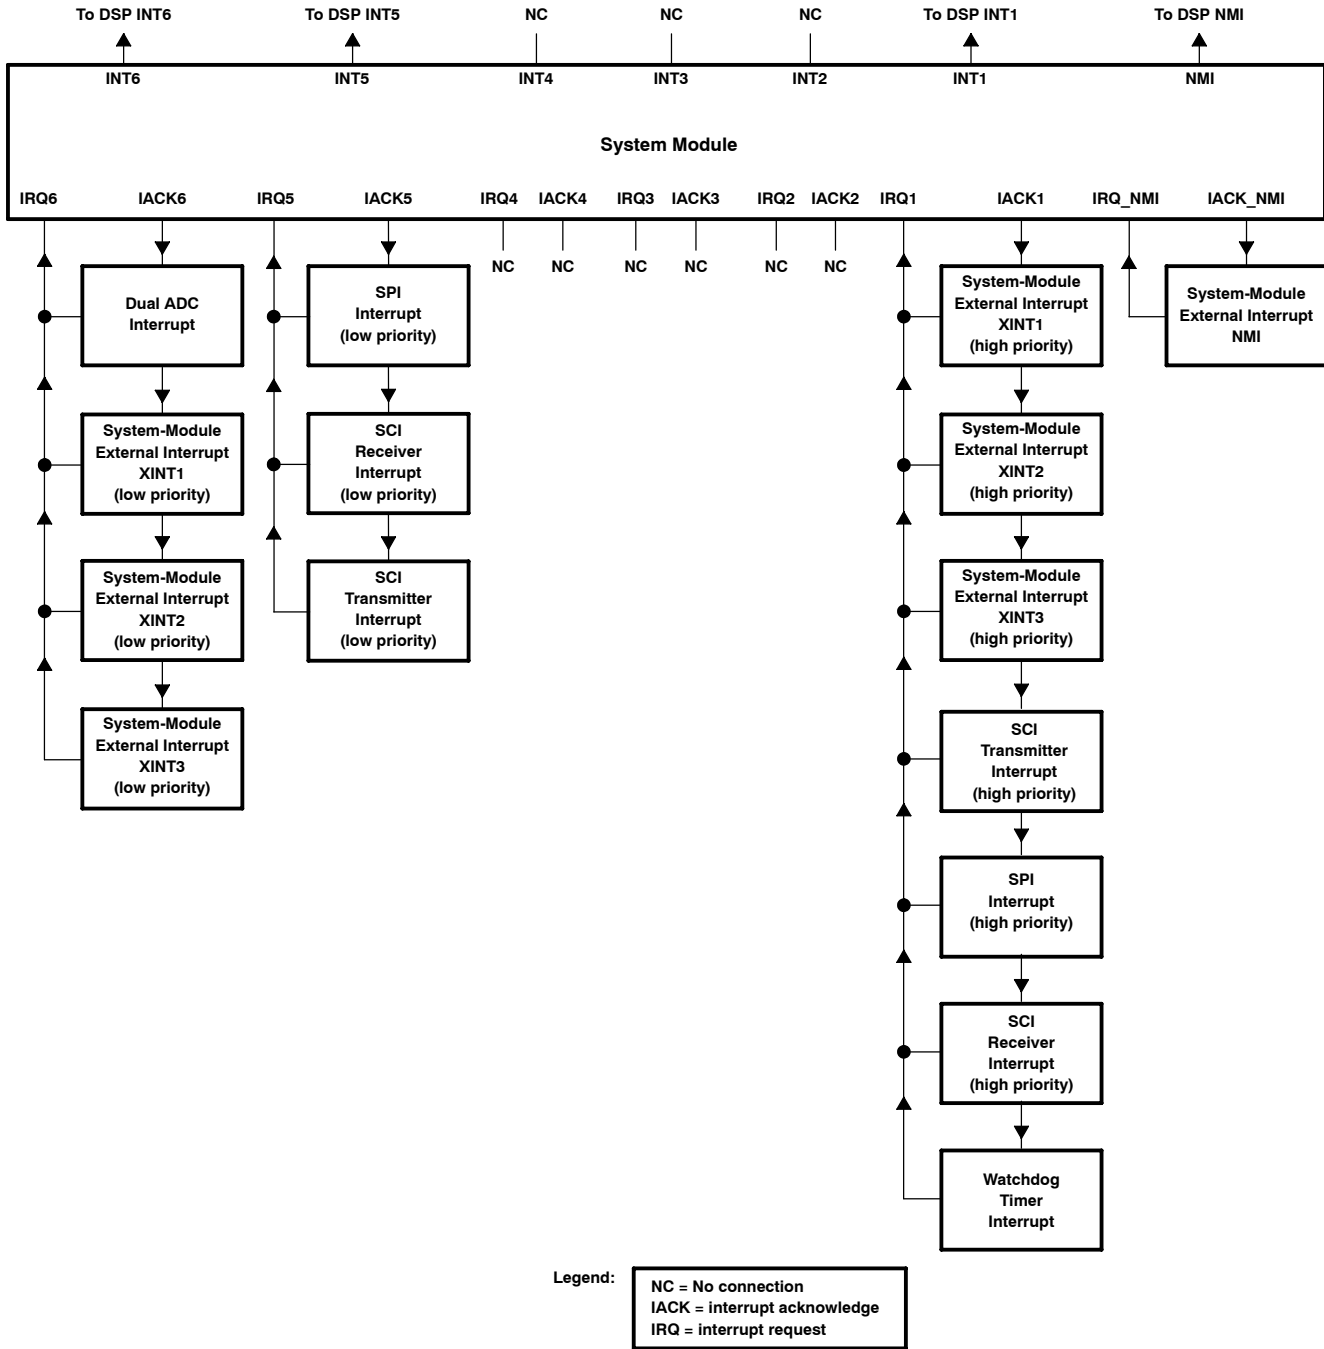 To DSP INT6
To DSP INT5
NC
NC
NC
To DSP INT1
To DSP NMI
INT6
INT5
INT4
INT3
INT2
INT1
NMI
System Module
IRQ6
IACK6
IRQ5
IACK5
IRQ4
IACK4
IRQ3
IACK3
IRQ2
IACK2
IRQ1
IACK1
IRQ_NMI
IACK_NMI
NC
NC
NC
NC
NC
NC
Dual ADC
Interrupt
System-Module
External Interrupt
XINT1
(low priority)
System-Module
External Interrupt
XINT2
(low priority)
System-Module
External Interrupt
XINT3
(low priority)
SPI
Interrupt
(low priority)
SCI
Receiver
Interrupt
(low priority)
SCI
Transmitter
Interrupt
(low priority)
System-Module
External Interrupt
XINT1
(high priority)
System-Module
External Interrupt
XINT2
(high priority)
System-Module
External Interrupt
XINT3
(high priority)
SCI
Transmitter
Interrupt
(high priority)
SPI
Interrupt
(high priority)
SCI
Receiver
Interrupt
(high priority)
Watchdog
Timer
Interrupt
System-Module
External Interrupt
NMI
Legend:
NC = No connection
IACK = interrupt acknowledge
IRQ = interrupt request